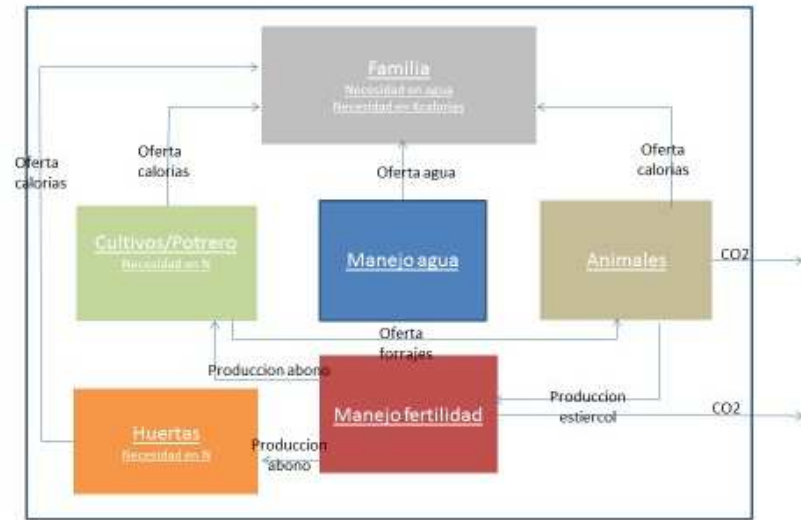 Familia
Necesidad en agua
Necesidad en Kcalorias
Oferta
calorias
Oferta
calorias
Oferta agua
Oferta
calorias
Cultivos/Potrero
Necesidad en N
Manejo agua
Animales
CO2
Oferta
forrajes
Produccion abono
Manejo fertilidad
Produccion
estiercol
CO2
Huertas
Necesidad en N
Produccion
abono